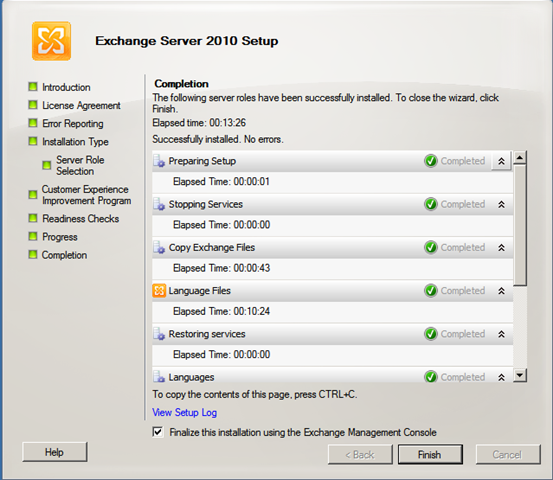 Exchange Server 2010 Setup
Introduction
License Agreement
Error Reporting
Installation Type
Server Role
Selection
Customer Experience
Improvement Program
Readiness Checks
Progress
Completion
Completion
The following server roles have been successfully installed. To close the wizard, click
Finish.
Elapsed time: 00:13:26
Successfully installed. No errors.
Preparing Setup Completed
Elapsed Time: 00:00:01
Stopping Services Completed
Elapsed Time: 00:00:00
Copy Exchange Files Completed
Elapsed Time: 00:00:43
Language Files Completed
Elapsed Time: 00:10:24
Restoring services Completed
Elapsed Time: 00:00:00
Languages Completed
To copy the contents of this page, press CTRL+C.
View Setup Log
Finalize this installation using the Exchange Management Console
Help < Back Finish Cancel